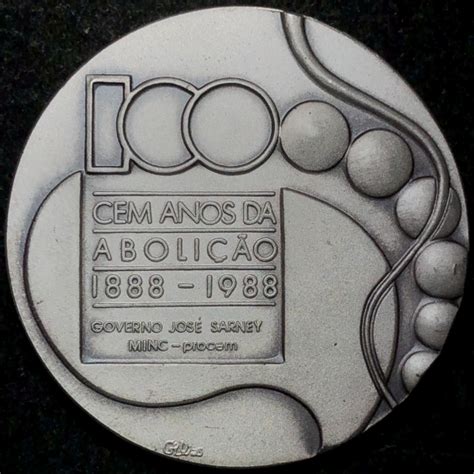 100
CEM ANOS DA
ABOLIÇÃO
1888 - 1988
GOVERNO JOSÉ SARNEY
MINC - procem